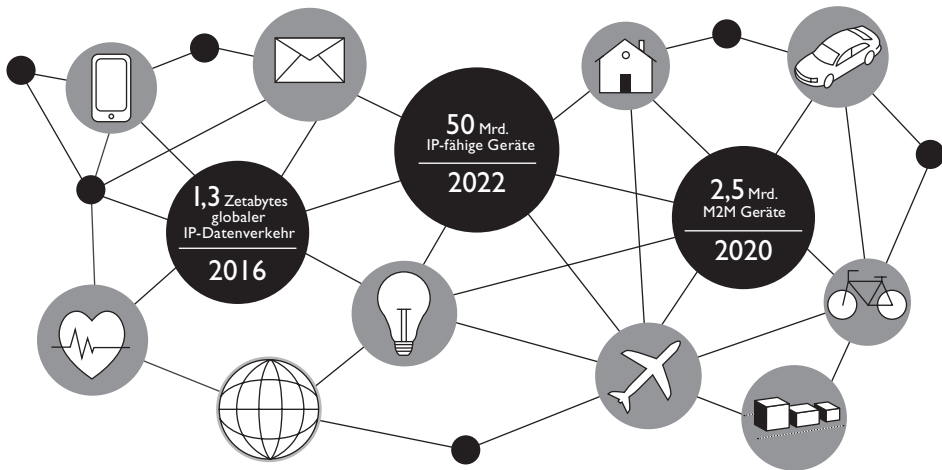 1,3 Zetabytes
globaler
IP-Datenverkehr
2016
50 Mrd.
IP-fähige Geräte
2022
2,5 Mrd.
M2M Geräte
2020